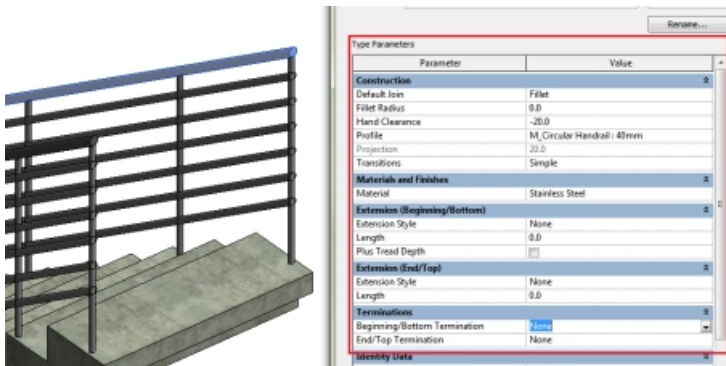 Rename...
Type Parameters
Parameter Value
Construction
Default Join Fillet
Fillet Radius 0.0
Hand Clearance -20.0
Profile M_Circular Handrail : 40mm
Projection 20.0
Transitions Simple
Materials and Finishes
Material Stainless Steel
Extension (Beginning/Bottom)
Extension Style None
Length 0.0
Plus Tread Depth
Extension (End/Top)
Extension Style None
Length 0.0
Terminations
Beginning/Bottom Termination None
End/Top Termination None
Identity Data